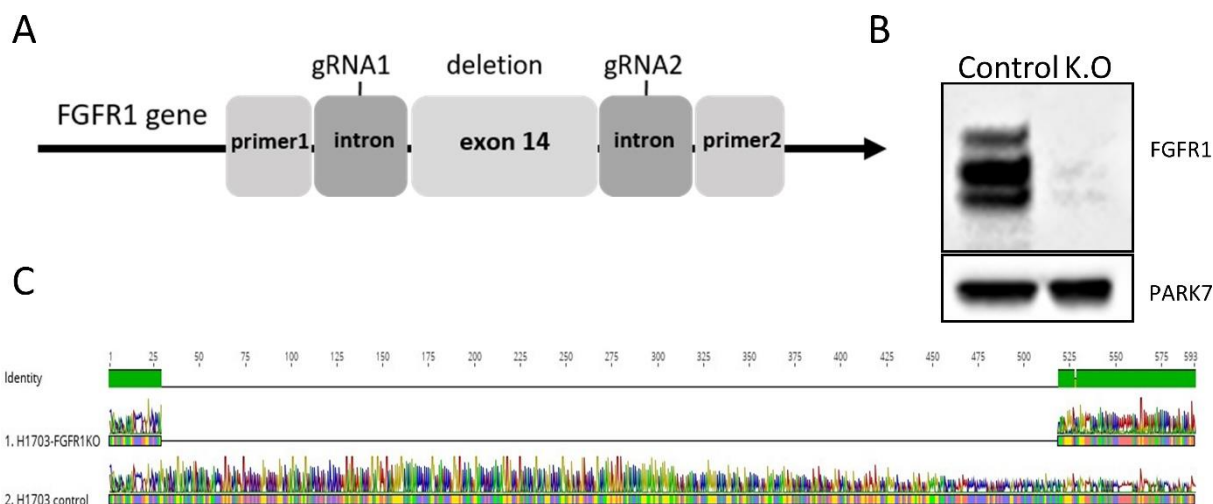 A
gRNA1 deletion gRNA2
FGFR1 gene
primer1 intron exon 14 intron primer2
B
Control K.O
FGFR1
PARK7
C
1 25 50 75 100 125 150 175 200 225 250 275 300 325 350 375 400 425 450 475 500 525 550 575 593
Identity
1. H1703-FGFR1KO
2. H1703 control